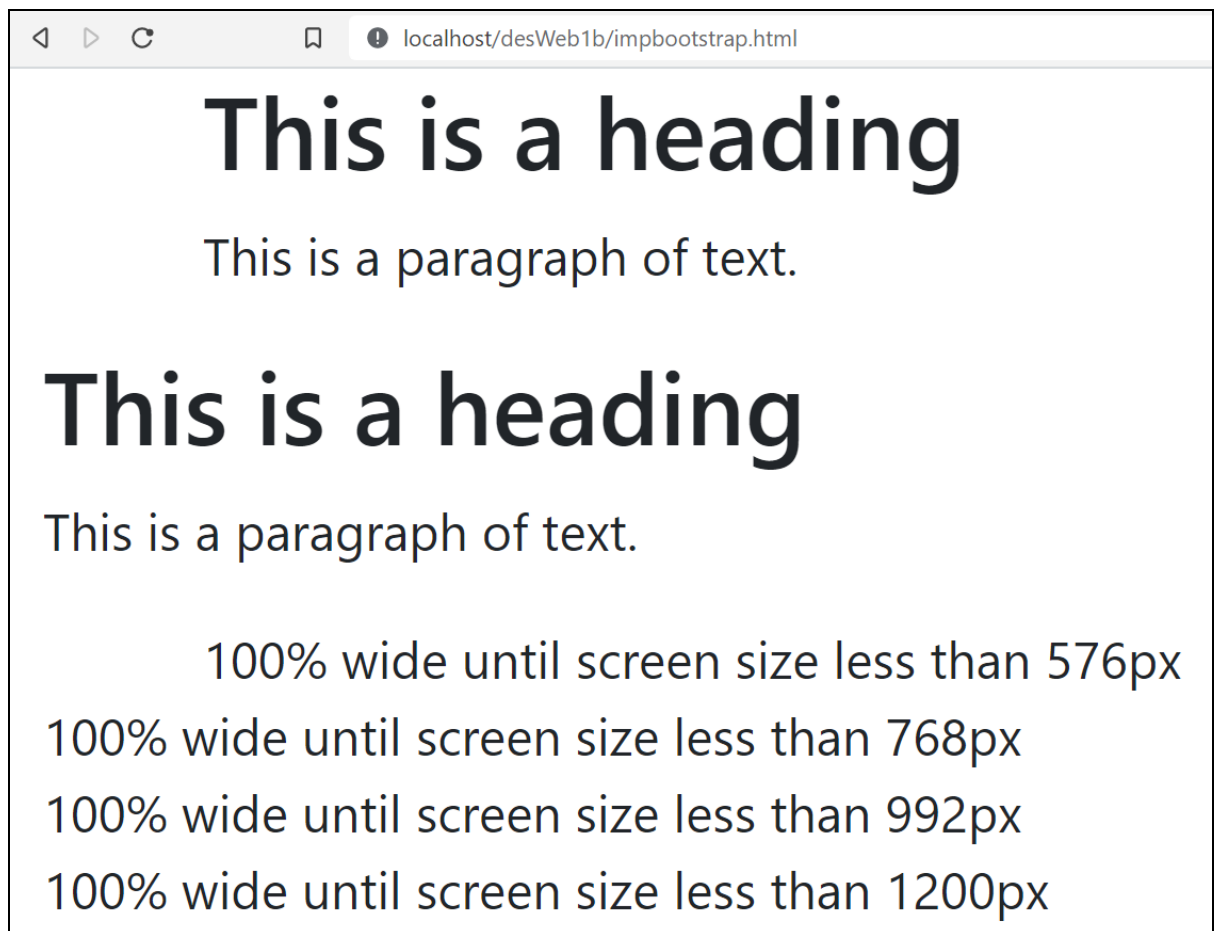 localhost/desWeb1b/impbootstrap.html
This is a heading
This is a paragraph of text.
This is a heading
This is a paragraph of text.
100% wide until screen size less than 576px
100% wide until screen size less than 768px
100% wide until screen size less than 992px
100% wide until screen size less than 1200px